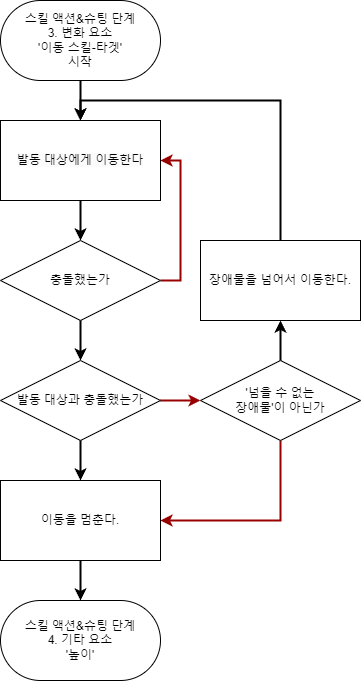 스킬 액션&슈팅 단계
3. 변화 요소
'이동 스킬-타겟'
시작
발동 대상에게 이동한다
충돌했는가
장애물을 넘어서 이동한다.
발동 대상과 충돌했는가
'넘을 수 없는
장애물'이 아닌가
이동을 멈춘다.
스킬 액션&슈팅 단계
4. 기타 요소
'높이'